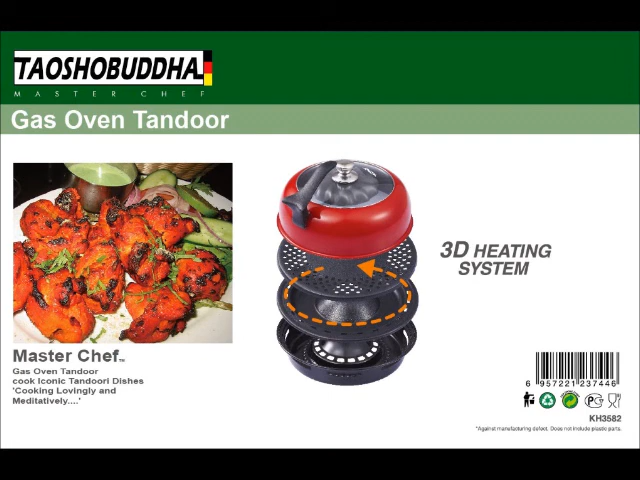 TAOSHOBUDDHA
MASTER CHEF
Gas Oven Tandoor
3D HEATING
SYSTEM
Master Chef™
Gas Oven Tandoor
cook Iconic Tandoori Dishes
'Cooking Lovingly and
Meditatively....'
6 957221 237446
KH3582
*Against manufacturing defect. Does not include plastic parts.